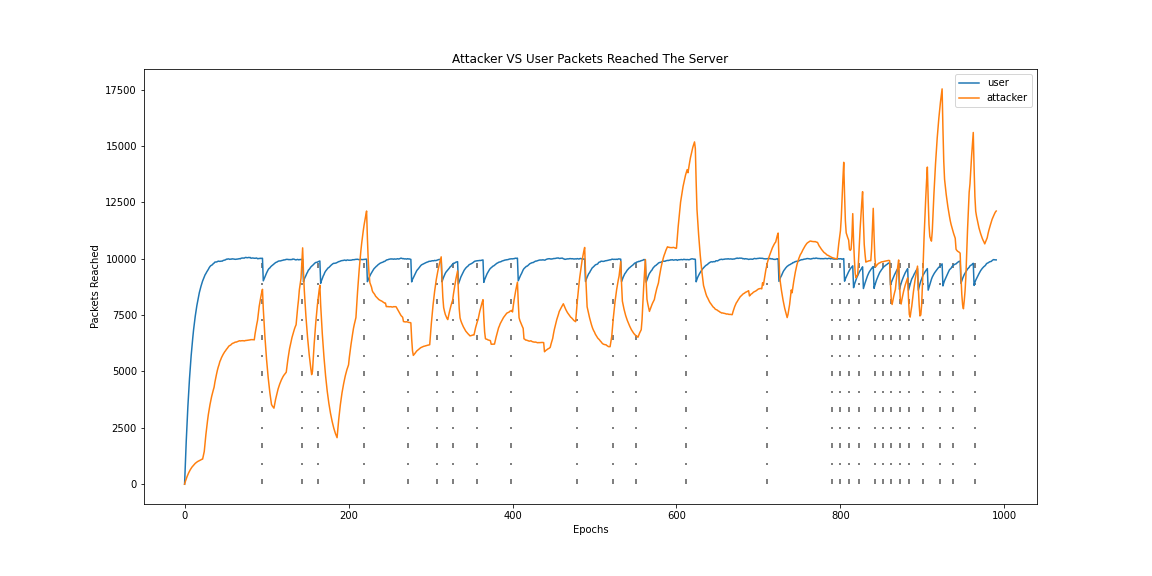 Attacker VS User Packets Reached The Server
user
attacker
17500
15000
12500
10000
7500
5000
2500
0
Packets Reached
0 200 400 600 800 1000
Epochs